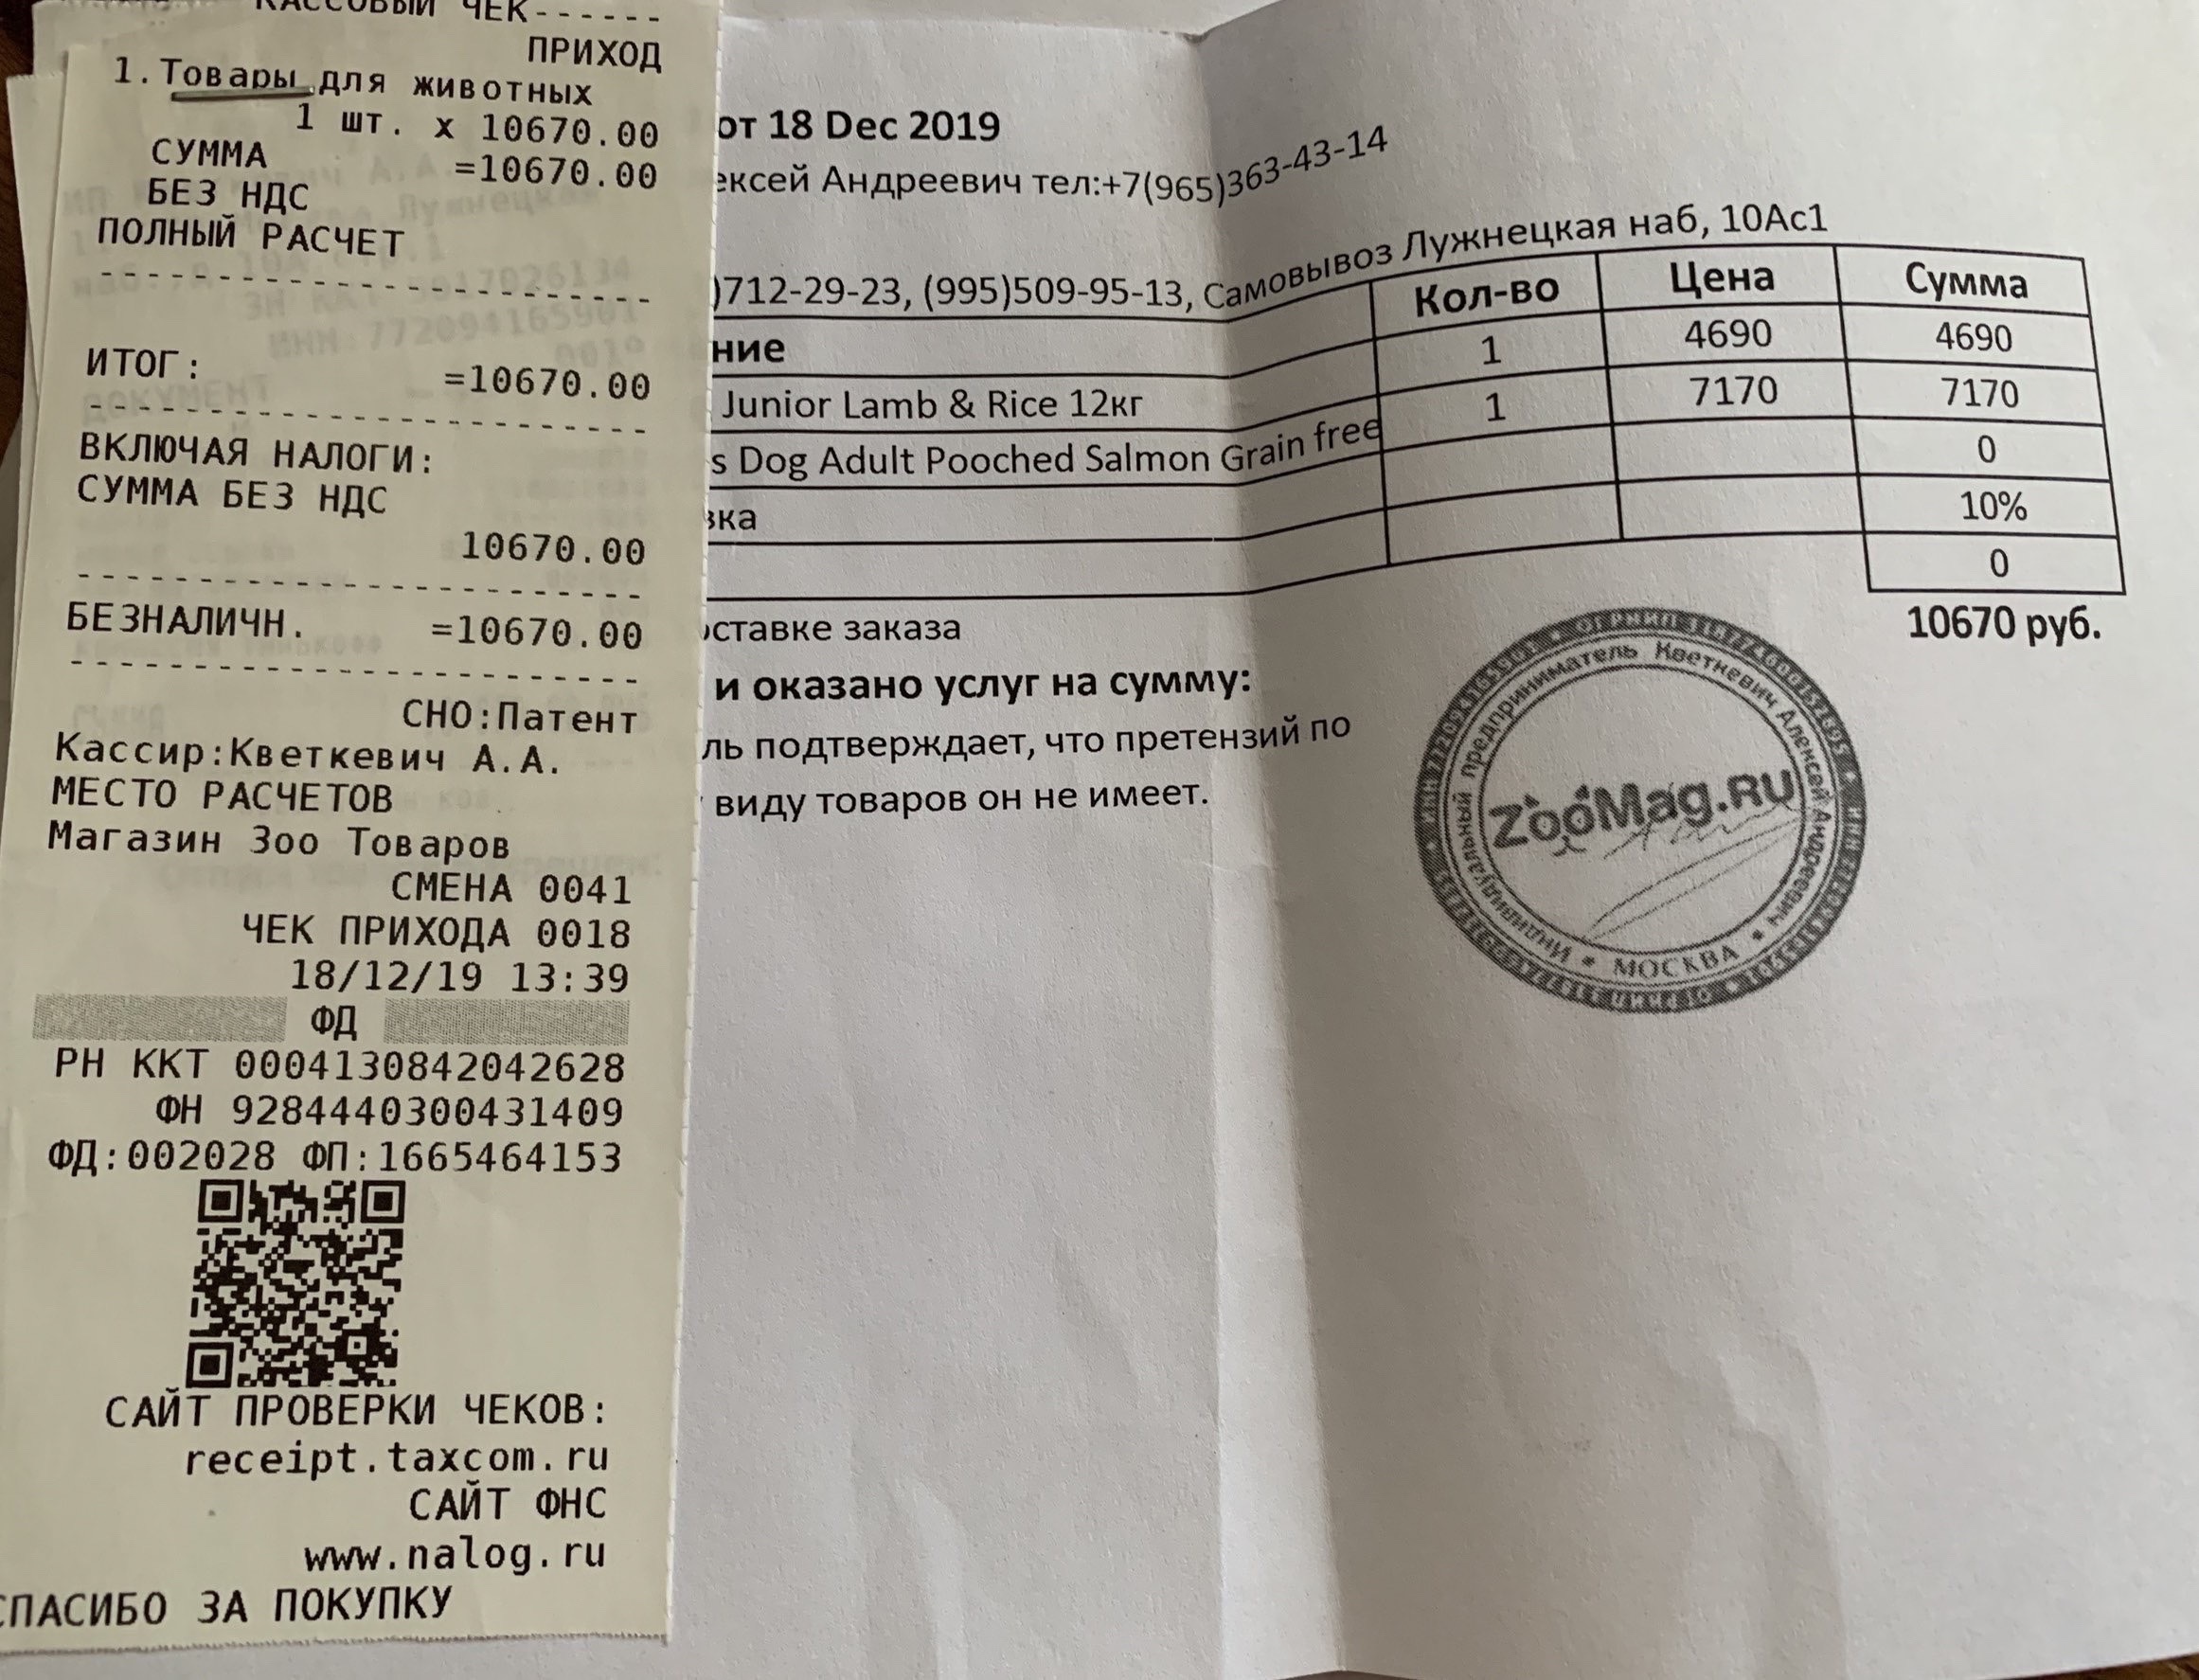 КАССОВЫЙ ЧЕК------
ПРИХОД
1.Товары для животных
1 шт. х 10670.00
СУММА =10670.00
БЕЗ НДС
ПОЛНЫЙ РАСЧЕТ
ИТОГ: =10670.00
ВКЛЮЧАЯ НАЛОГИ:
СУММА БЕЗ НДС
10670.00
БЕЗНАЛИЧН. =10670.00
СНО:Патент
Кассир:Кветкевич А.А.
МЕСТО РАСЧЕТОВ
Магазин Зоо Товаров
СМЕНА 0041
ЧЕК ПРИХОДА 0018
18/12/19 13:39
ФД
РН ККТ 0004130842042628
ФН 9284440300431409
ФД:002028 ФП:1665464153
САЙТ ПРОВЕРКИ ЧЕКОВ:
receipt.taxcom.ru
САЙТ ФНС
www.nalog.ru
СПАСИБО ЗА ПОКУПКУ
от 18 Dec 2019
ексей Андреевич тел:+7(965)363-43-14
)712-29-23, (995)509-95-13, Самовывоз Лужнецкая наб, 10Ас1
ние Кол-во Цена Сумма
Junior Lamb & Rice 12кг 1 4690 4690
s Dog Adult Pooched Salmon Grain free 1 7170 7170
вка 0
10%
0
10670 руб.
оставке заказа
и оказано услуг на сумму:
ль подтверждает, что претензий по
виду товаров он не имеет.
Индивидуальный предприниматель Кветкевич Алексей Андреевич
ZooMag.RU
• МОСКВА •